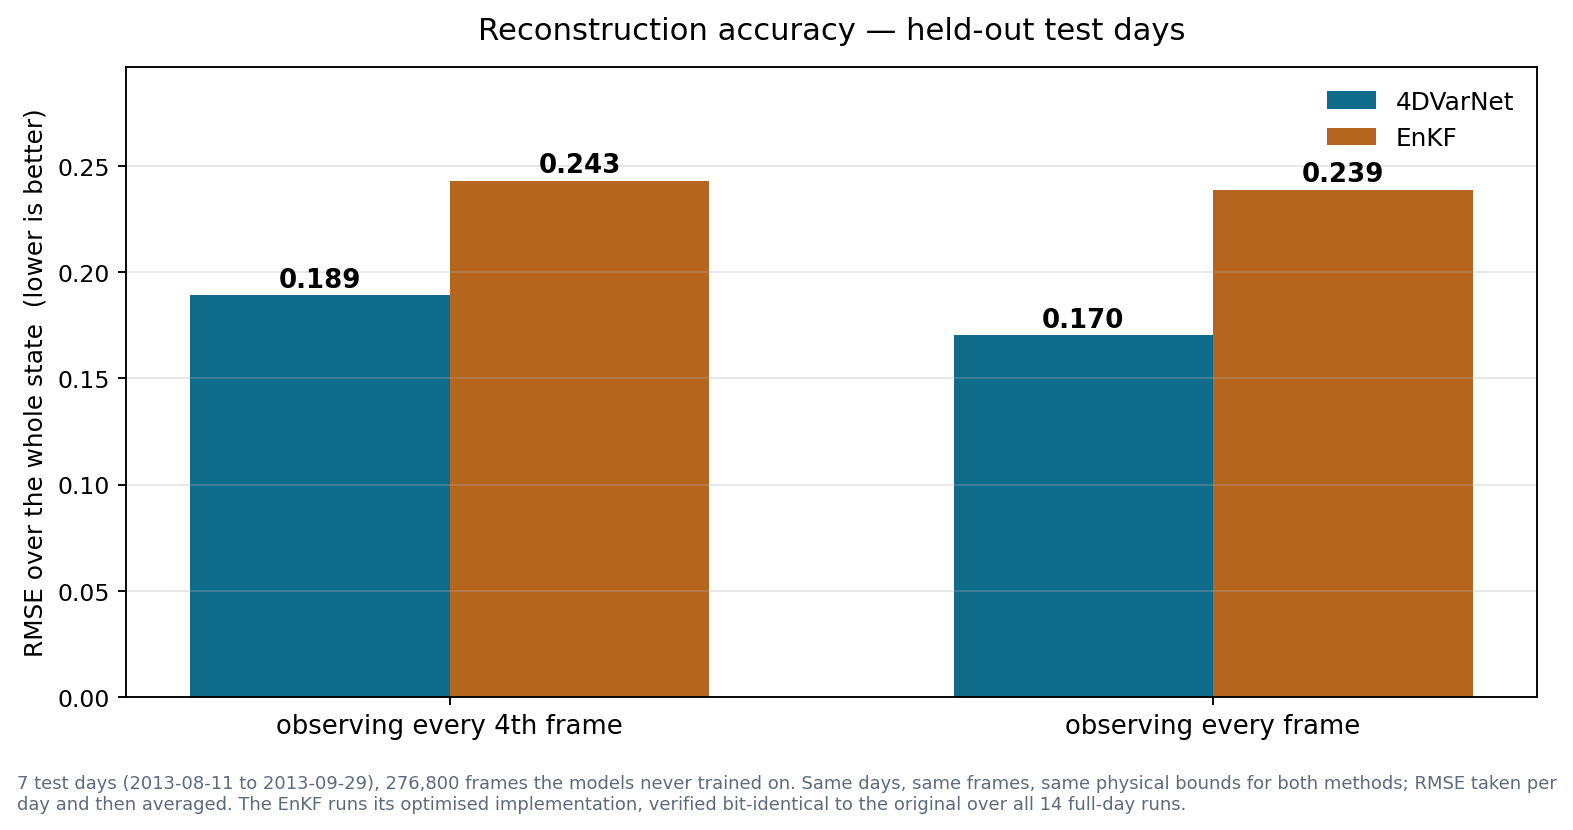 Reconstruction accuracy — held-out test days
RMSE over the whole state  (lower is better)
0.25
0.20
0.15
0.10
0.05
0.00
4DVarNet
EnKF
0.189
0.243
0.170
0.239
observing every 4th frame
observing every frame
7 test days (2013-08-11 to 2013-09-29), 276,800 frames the models never trained on. Same days, same frames, same physical bounds for both methods; RMSE taken per
day and then averaged. The EnKF runs its optimised implementation, verified bit-identical to the original over all 14 full-day runs.